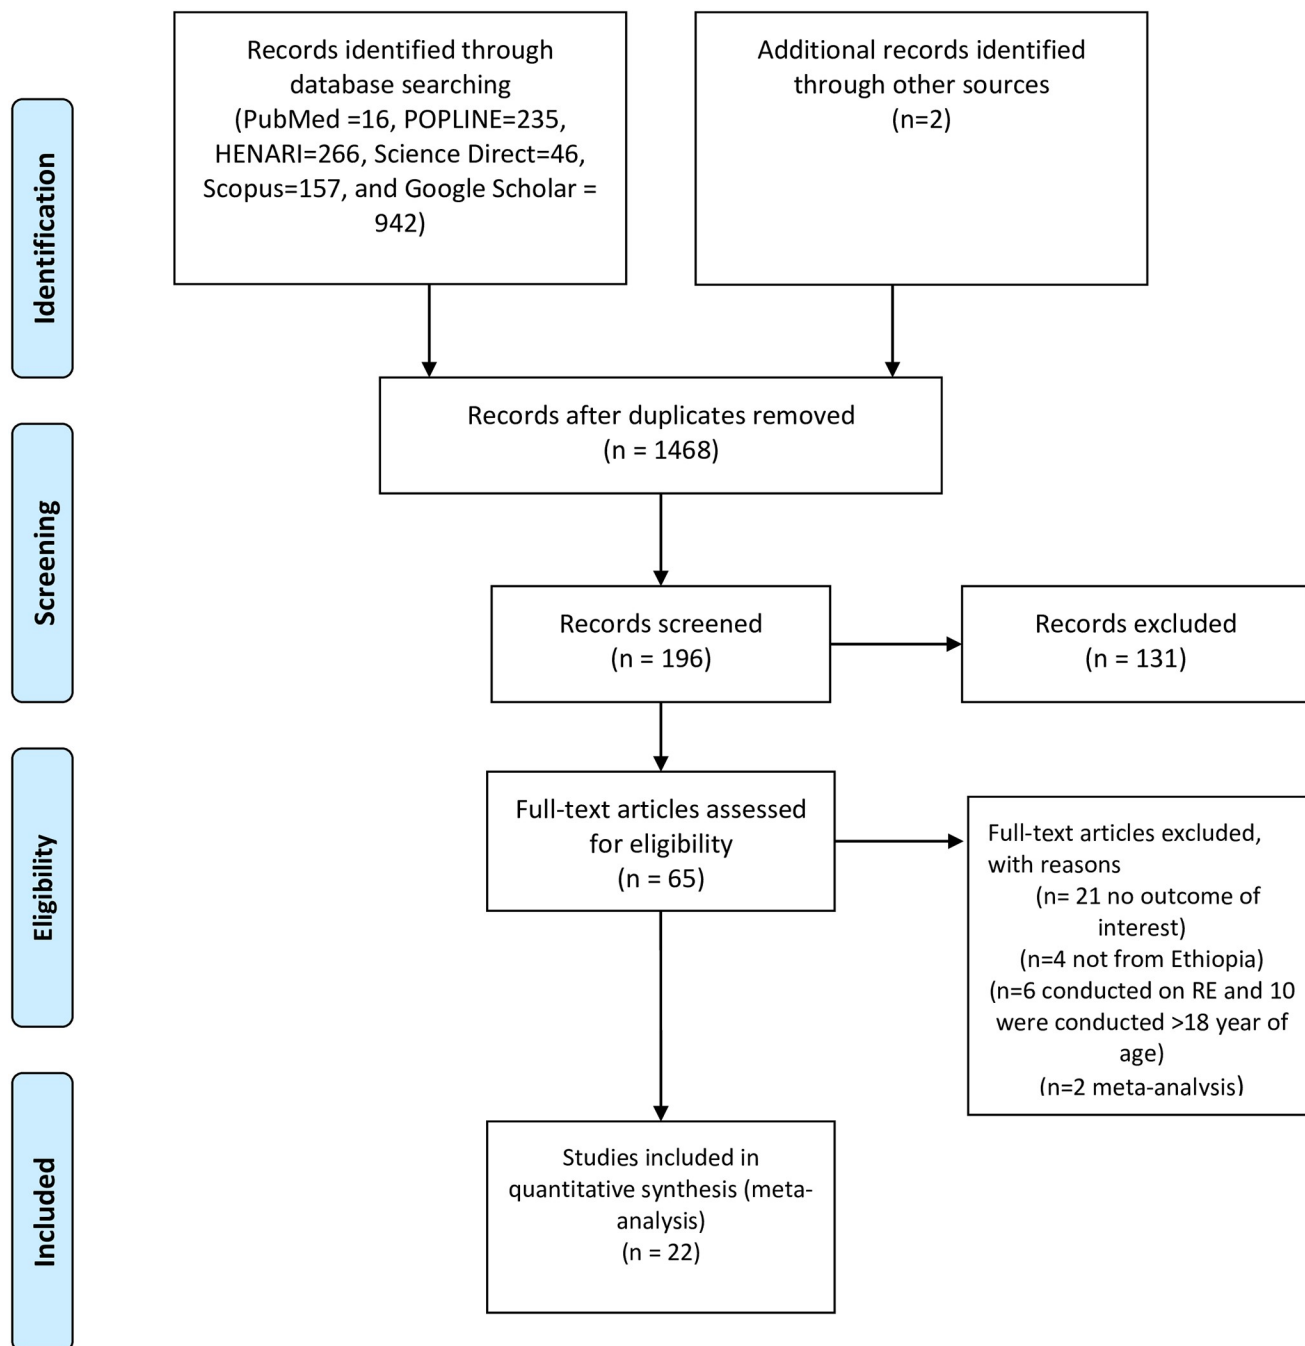 Identification
Records identified through
database searching
(PubMed =16, POPLINE=235,
HENARI=266, Science Direct=46,
Scopus=157, and Google Scholar =
942)
Additional records identified
through other sources
(n=2)
Records after duplicates removed
(n = 1468)
Screening
Records screened
(n = 196)
Records excluded
(n = 131)
Eligibility
Full-text articles assessed
for eligibility
(n = 65)
Full-text articles excluded,
with reasons
(n= 21 no outcome of
interest)
(n=4 not from Ethiopia)
(n=6 conducted on RE and 10
were conducted >18 year of
age)
(n=2 meta-analysis)
Included
Studies included in
quantitative synthesis (meta-
analysis)
(n = 22)